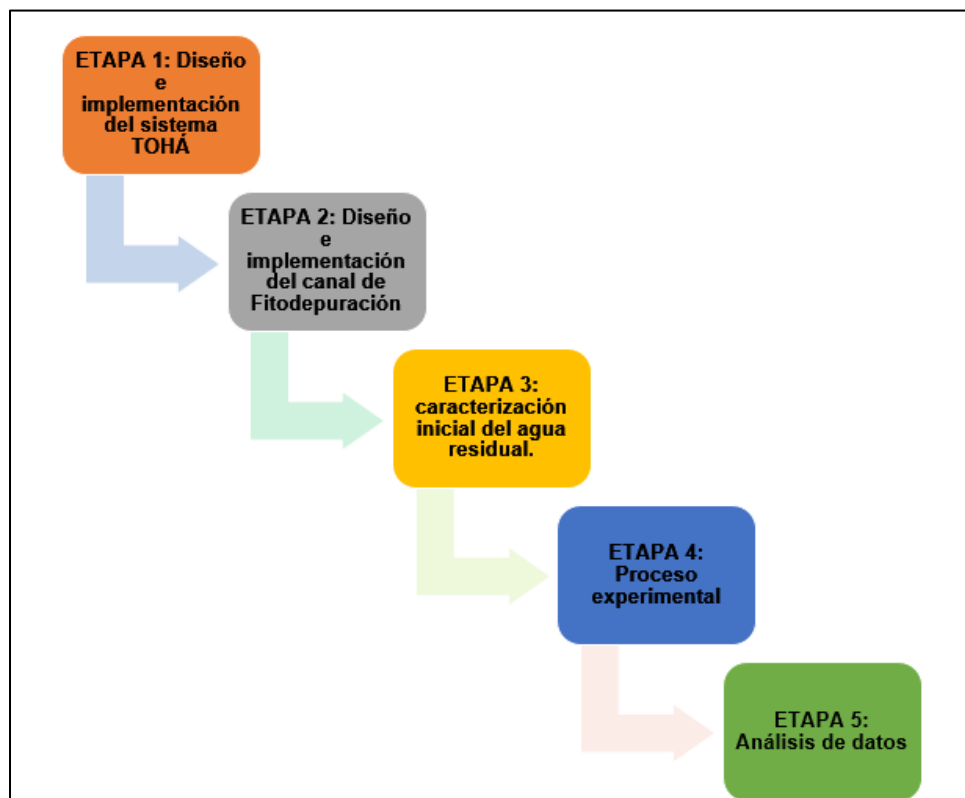 ETAPA 1: Diseño
e
implementación
del sistema
TOHÁ
ETAPA 2: Diseño
e
implementación
del canal de
Fitodepuración
ETAPA 3:
caracterización
inicial del agua
residual.
ETAPA 4:
Proceso
experimental
ETAPA 5:
Análisis de datos